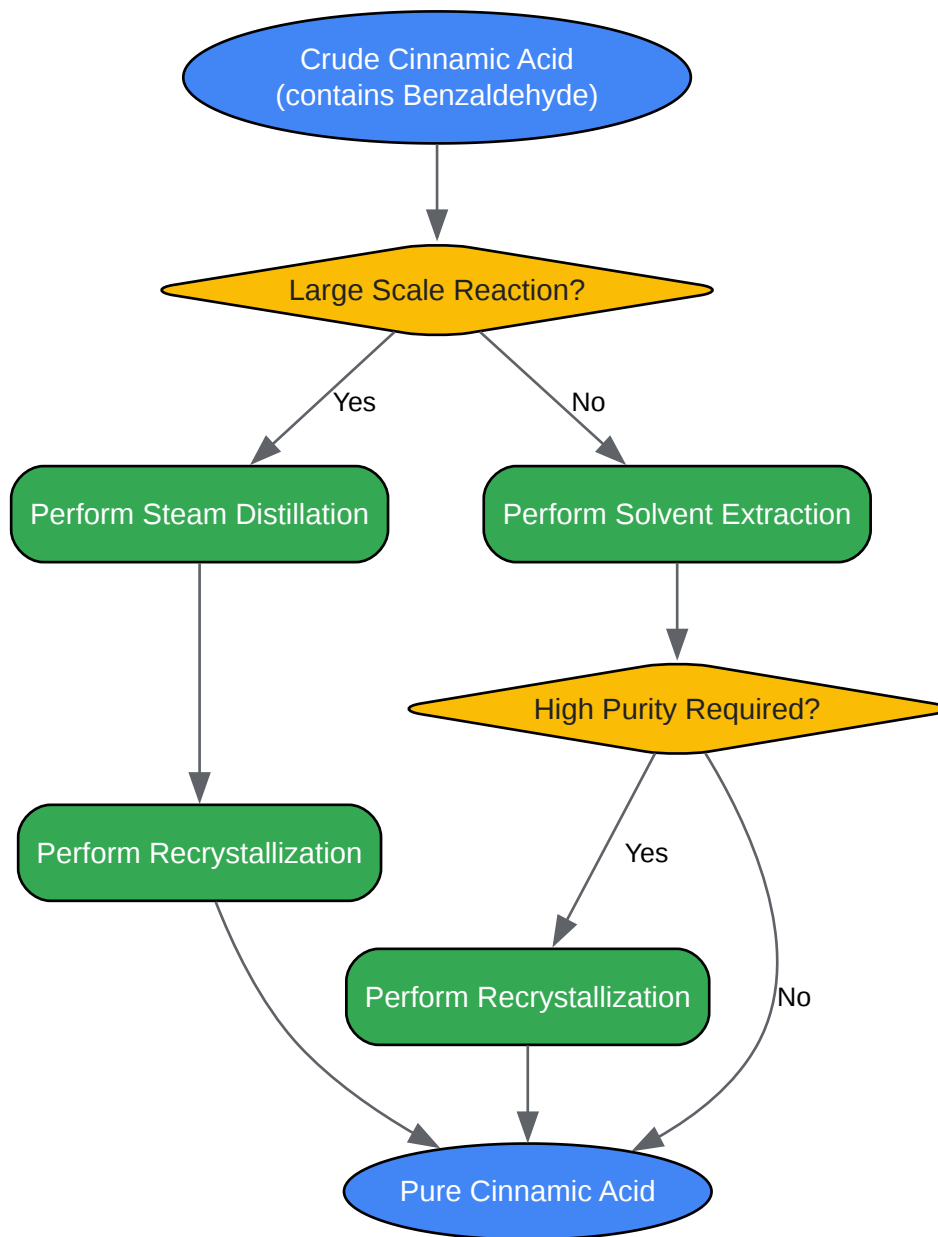 Crude Cinnamic Acid
(contains Benzaldehyde)
Large Scale Reaction?
Yes
No
Perform Steam Distillation
Perform Solvent Extraction
High Purity Required?
Perform Recrystallization
Yes
Perform Recrystallization
No
Pure Cinnamic Acid